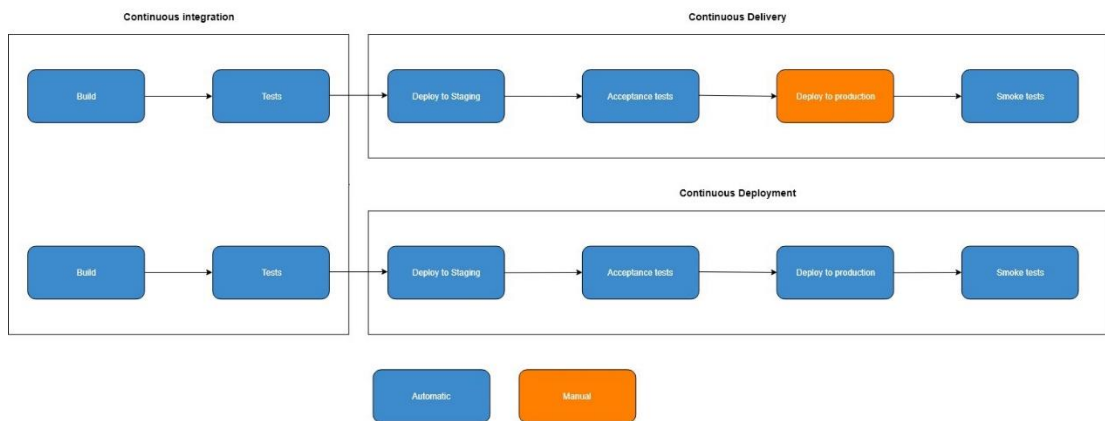 Continuous integration
Continuous Delivery
Build
Tests
Deploy to Staging
Acceptance tests
Deploy to production
Smoke tests
Continuous Deployment
Build
Tests
Deploy to Staging
Acceptance tests
Deploy to production
Smoke tests
Automatic
Manual